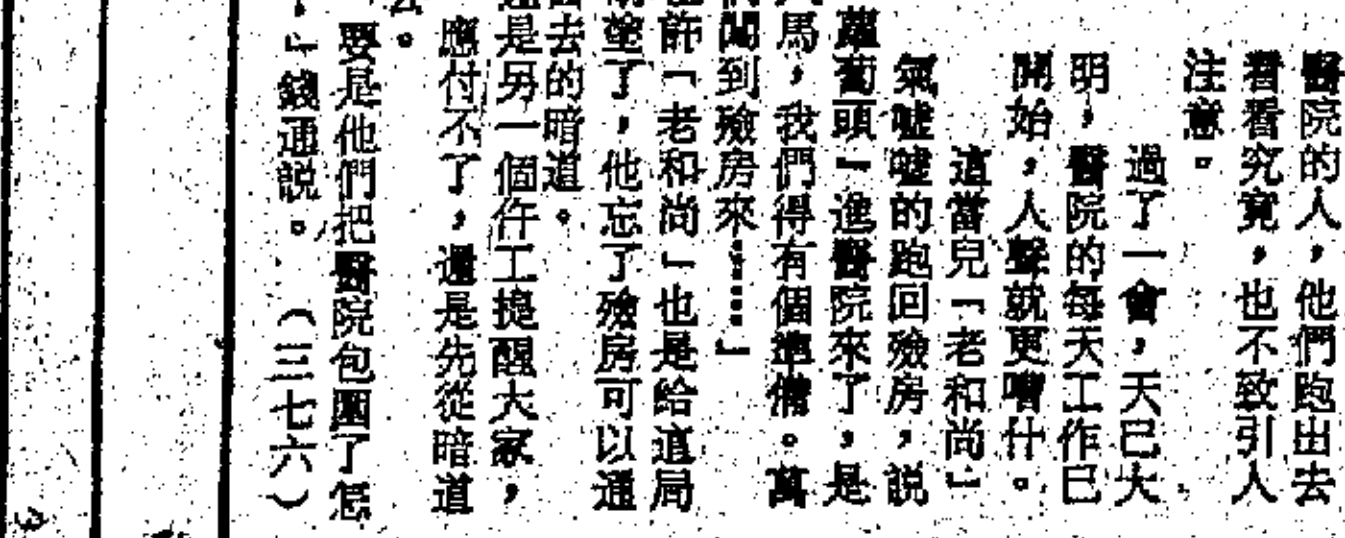 醫院的人，他們跑出去
看看究竟，也不致引人
注意。
過了一會，天已大
明，醫院的每天工作已
開始，人聲就更嘈什。
這當兒「老和尚」
氣噓噓的跑回殮房，説
蘿蔔頭「進醫院來了，是
馬，我們得有個準備。萬
們闖到殮房來……」
許「老和尚」也是給這局
塗了，他忘了殮房可以通
出去的暗道。
還是另一個仵工提醒大家，
應付不了，還是先從暗道
去。
要是他們把醫院包圍了怎
」錢通説。（三七六）